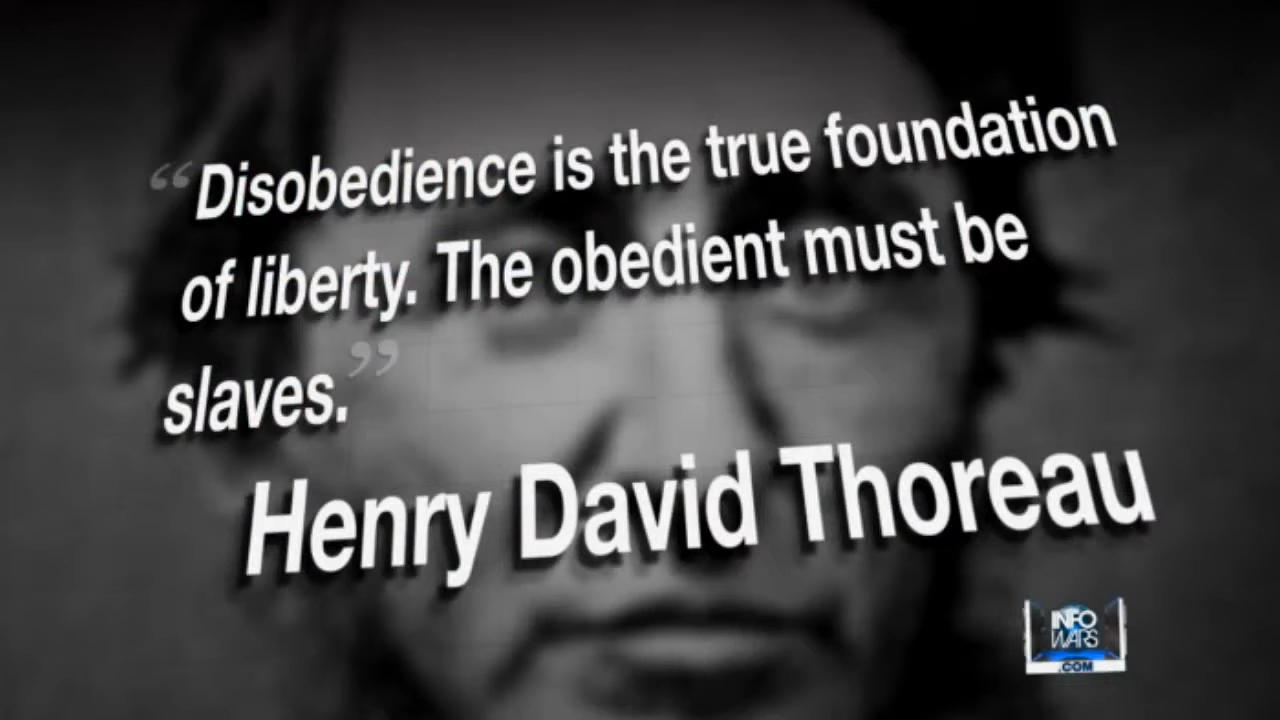 “Disobedience is the true foundation
of liberty. The obedient must be
slaves.”
Henry David Thoreau
INFO
WARS
.COM